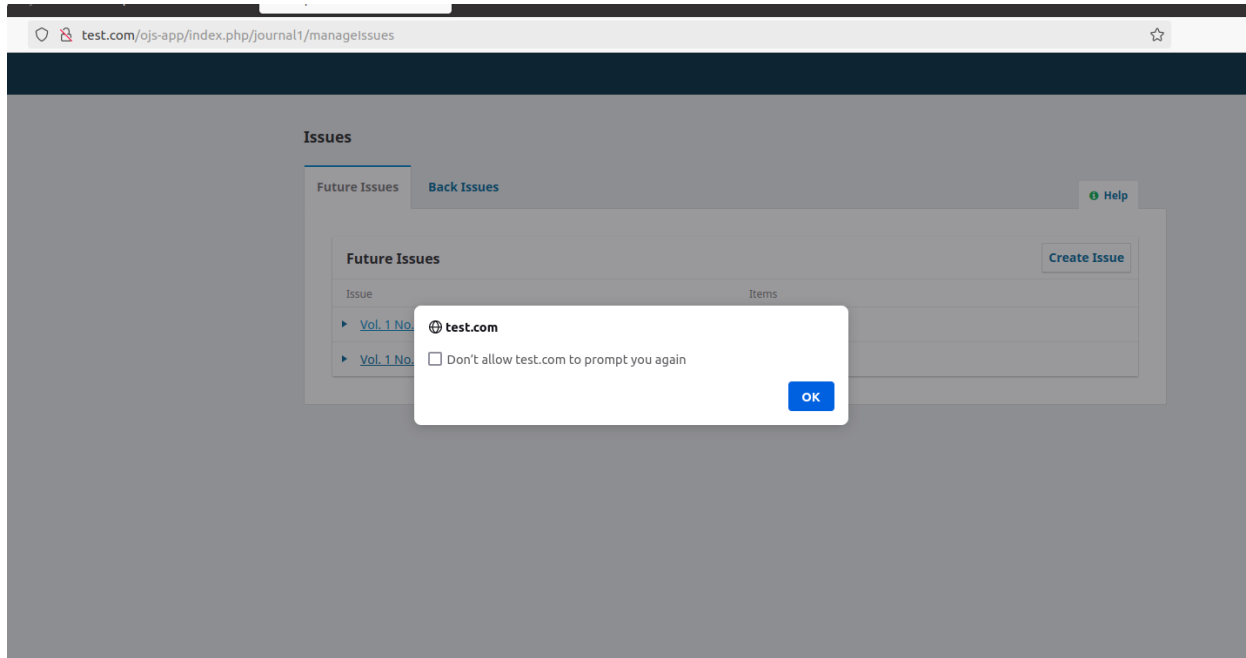 test.com/ojs-app/index.php/journal1/manageIssues
Issues
Future Issues Back Issues
Help
Future Issues Create Issue
Issue Items
Vol. 1 No.
test.com
Vol. 1 No.
Don't allow test.com to prompt you again
OK